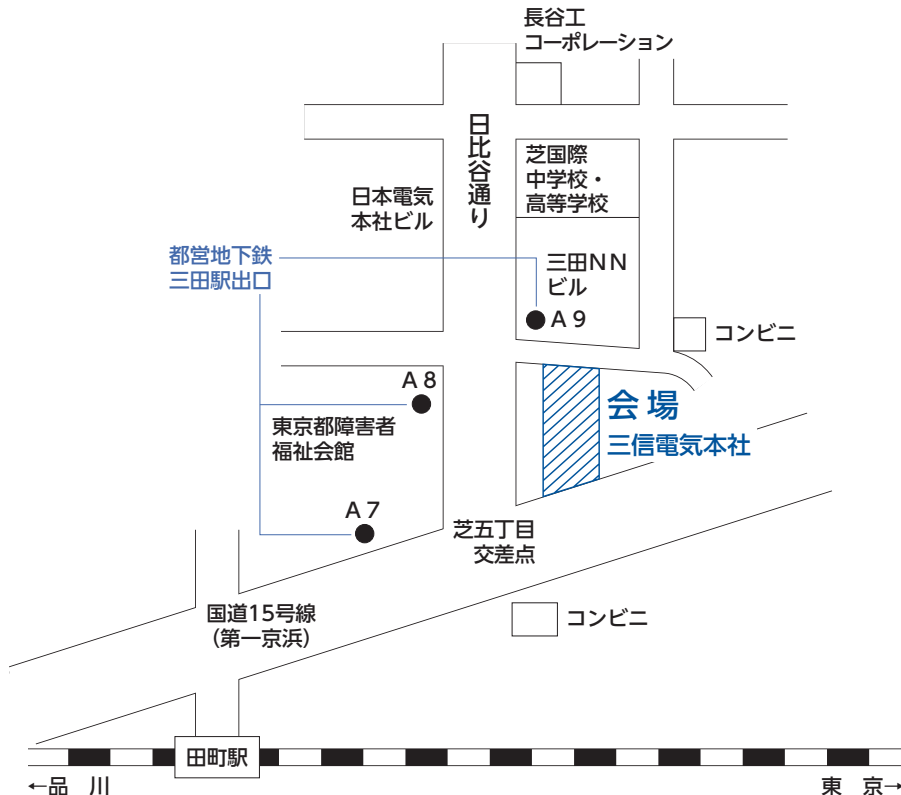 長谷工
コーポレーション
日比谷通り
芝国際
中学校・
高等学校
日本電気
本社ビル
都営地下鉄
三田駅出口
三田NN
ビル
A9
コンビニ
A8
会場
三信電気本社
東京都障害者
福祉会館
A7
芝五丁目
交差点
国道15号線
(第一京浜)
コンビニ
田町駅
←品 川
東 京→